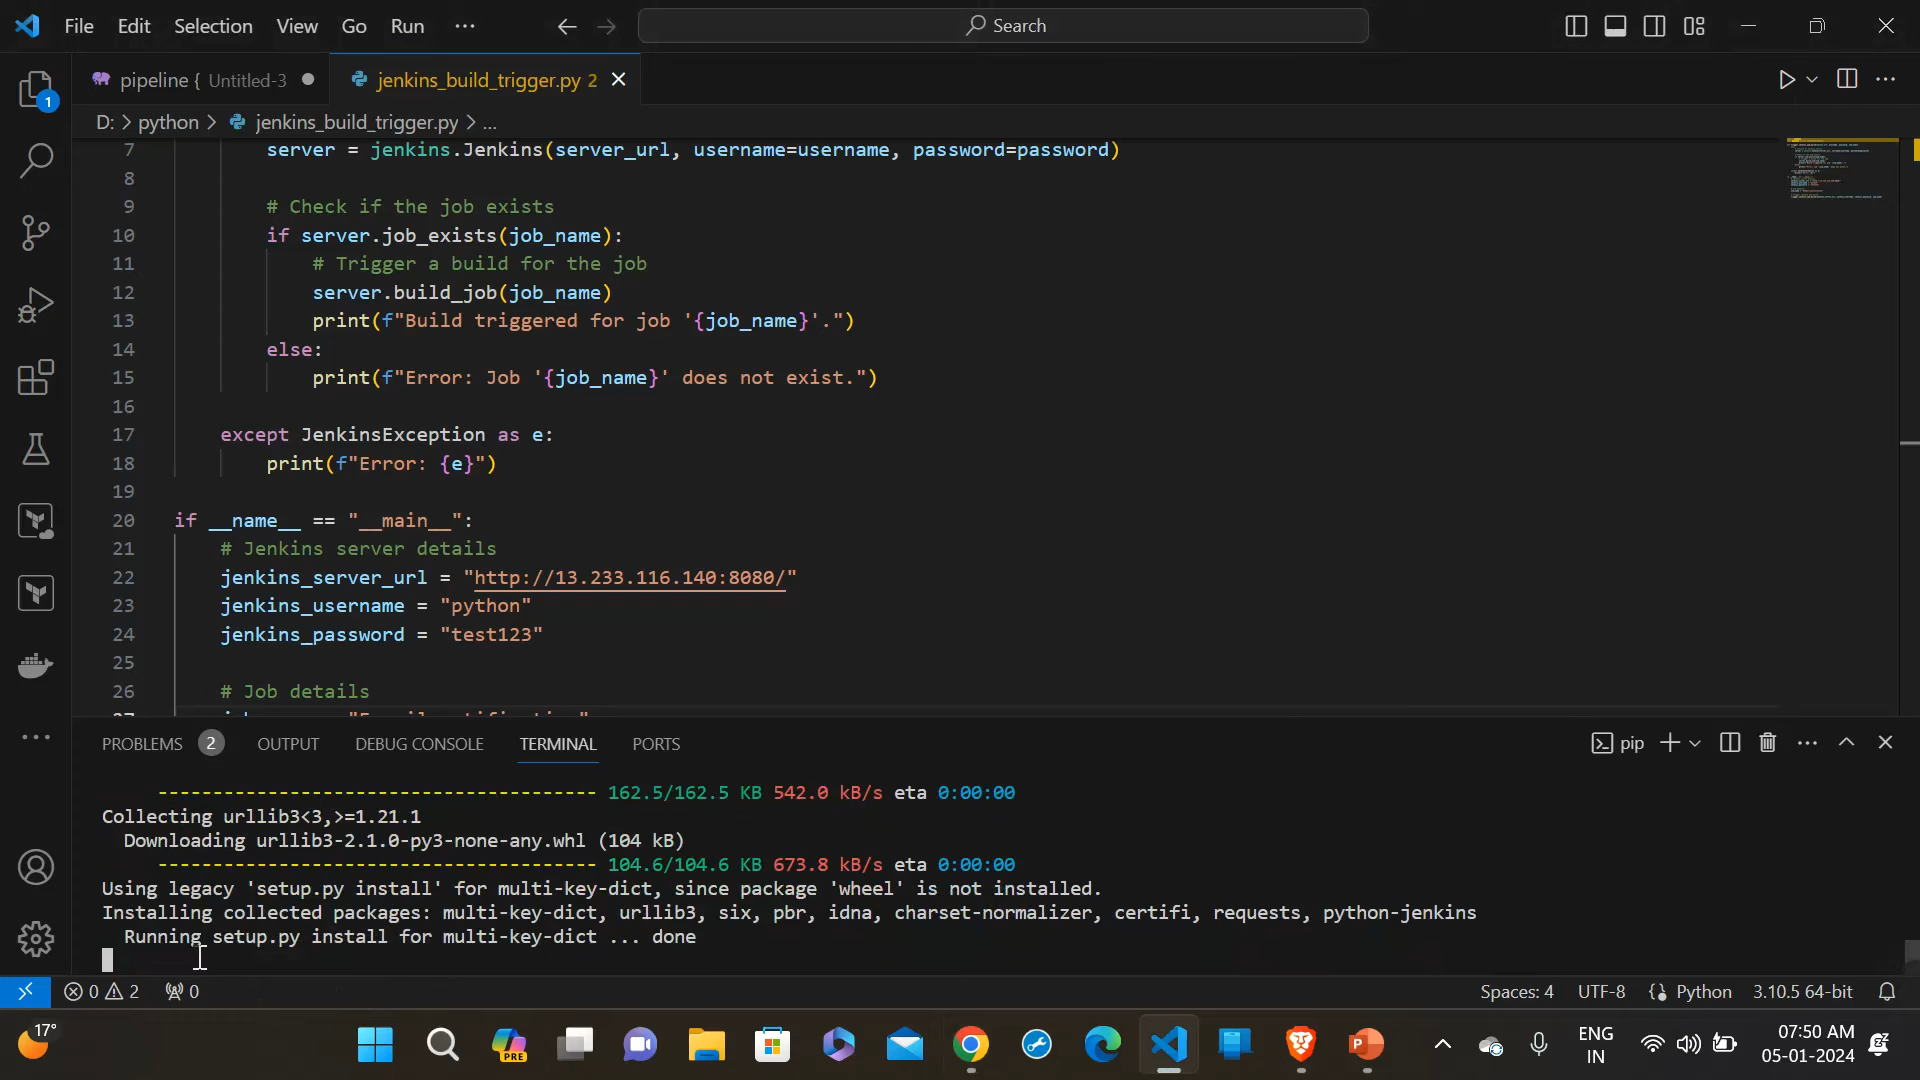 File Edit Selection View Go Run ··· Search
1
pipeline { Untitled-3 jenkins_build_trigger.py 2
D: > python > jenkins_build_trigger.py > ...
7 server = jenkins.Jenkins(server_url, username=username, password=password)
8
9 # Check if the job exists
10 if server.job_exists(job_name):
11 # Trigger a build for the job
12 server.build_job(job_name)
13 print(f"Build triggered for job '{job_name}'.")
14 else:
15 print(f"Error: Job '{job_name}' does not exist.")
16
17 except JenkinsException as e:
18 print(f"Error: {e}")
19
20 if __name__ == "__main__":
21 # Jenkins server details
22 jenkins_server_url = "http://13.233.116.140:8080/"
23 jenkins_username = "python"
24 jenkins_password = "test123"
25
26 # Job details
PROBLEMS 2 OUTPUT DEBUG CONSOLE TERMINAL PORTS pip
---------------------------------------- 162.5/162.5 KB 542.0 kB/s eta 0:00:00
Collecting urllib3<3,>=1.21.1
Downloading urllib3-2.1.0-py3-none-any.whl (104 kB)
---------------------------------------- 104.6/104.6 KB 673.8 kB/s eta 0:00:00
Using legacy 'setup.py install' for multi-key-dict, since package 'wheel' is not installed.
Installing collected packages: multi-key-dict, urllib3, six, pbr, idna, charset-normalizer, certifi, requests, python-jenkins
Running setup.py install for multi-key-dict ... done
0 2 0 Spaces: 4 UTF-8 Python 3.10.5 64-bit
17° PRE ENG IN 07:50 AM
05-01-2024